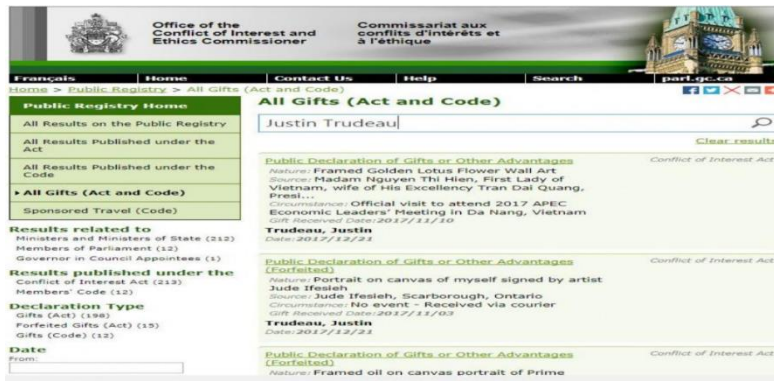 Office of the
Conflict of Interest and
Ethics Commissioner
Commissariat aux
conflits d'intérêts et
à l'éthique
Français Home Contact Us Help Search parl.gc.ca
Home > Public Registry > All Gifts (Act and Code)
Public Registry Home
All Results on the Public Registry
All Results Published under the
Act
All Results Published under the
Code
All Gifts (Act and Code)
Sponsored Travel (Code)
Results related to
Ministers and Ministers of State (212)
Members of Parliament (12)
Governor in Council Appointees (1)
Results published under the
Conflict of Interest Act (213)
Members' Code (12)
Declaration Type
Gifts (Act) (198)
Forfeited Gifts (Act) (15)
Gifts (Code) (12)
Date
From:
All Gifts (Act and Code)
Justin Trudeau
Clear results
Public Declaration of Gifts or Other Advantages Conflict of Interest Act
Nature: Framed Golden Lotus Flower Wall Art
Source: Madam Nguyen Thi Hien, First Lady of
Vietnam, wife of His Excellency Tran Dai Quang,
Presi...
Circumstance: Official visit to attend 2017 APEC
Economic Leaders' Meeting in Da Nang, Vietnam
Gift Received Date: 2017/11/10
Trudeau, Justin
Date: 2017/12/21
Public Declaration of Gifts or Other Advantages Conflict of Interest Act
(Forfeited)
Nature: Portrait on canvas of myself signed by artist
Jude Ifesieh
Source: Jude Ifesieh, Scarborough, Ontario
Circumstance: No event - Received via courier
Gift Received Date: 2017/11/03
Trudeau, Justin
Date: 2017/12/21
Public Declaration of Gifts or Other Advantages Conflict of Interest Act
(Forfeited)
Nature: Framed oil on canvas portrait of Prime